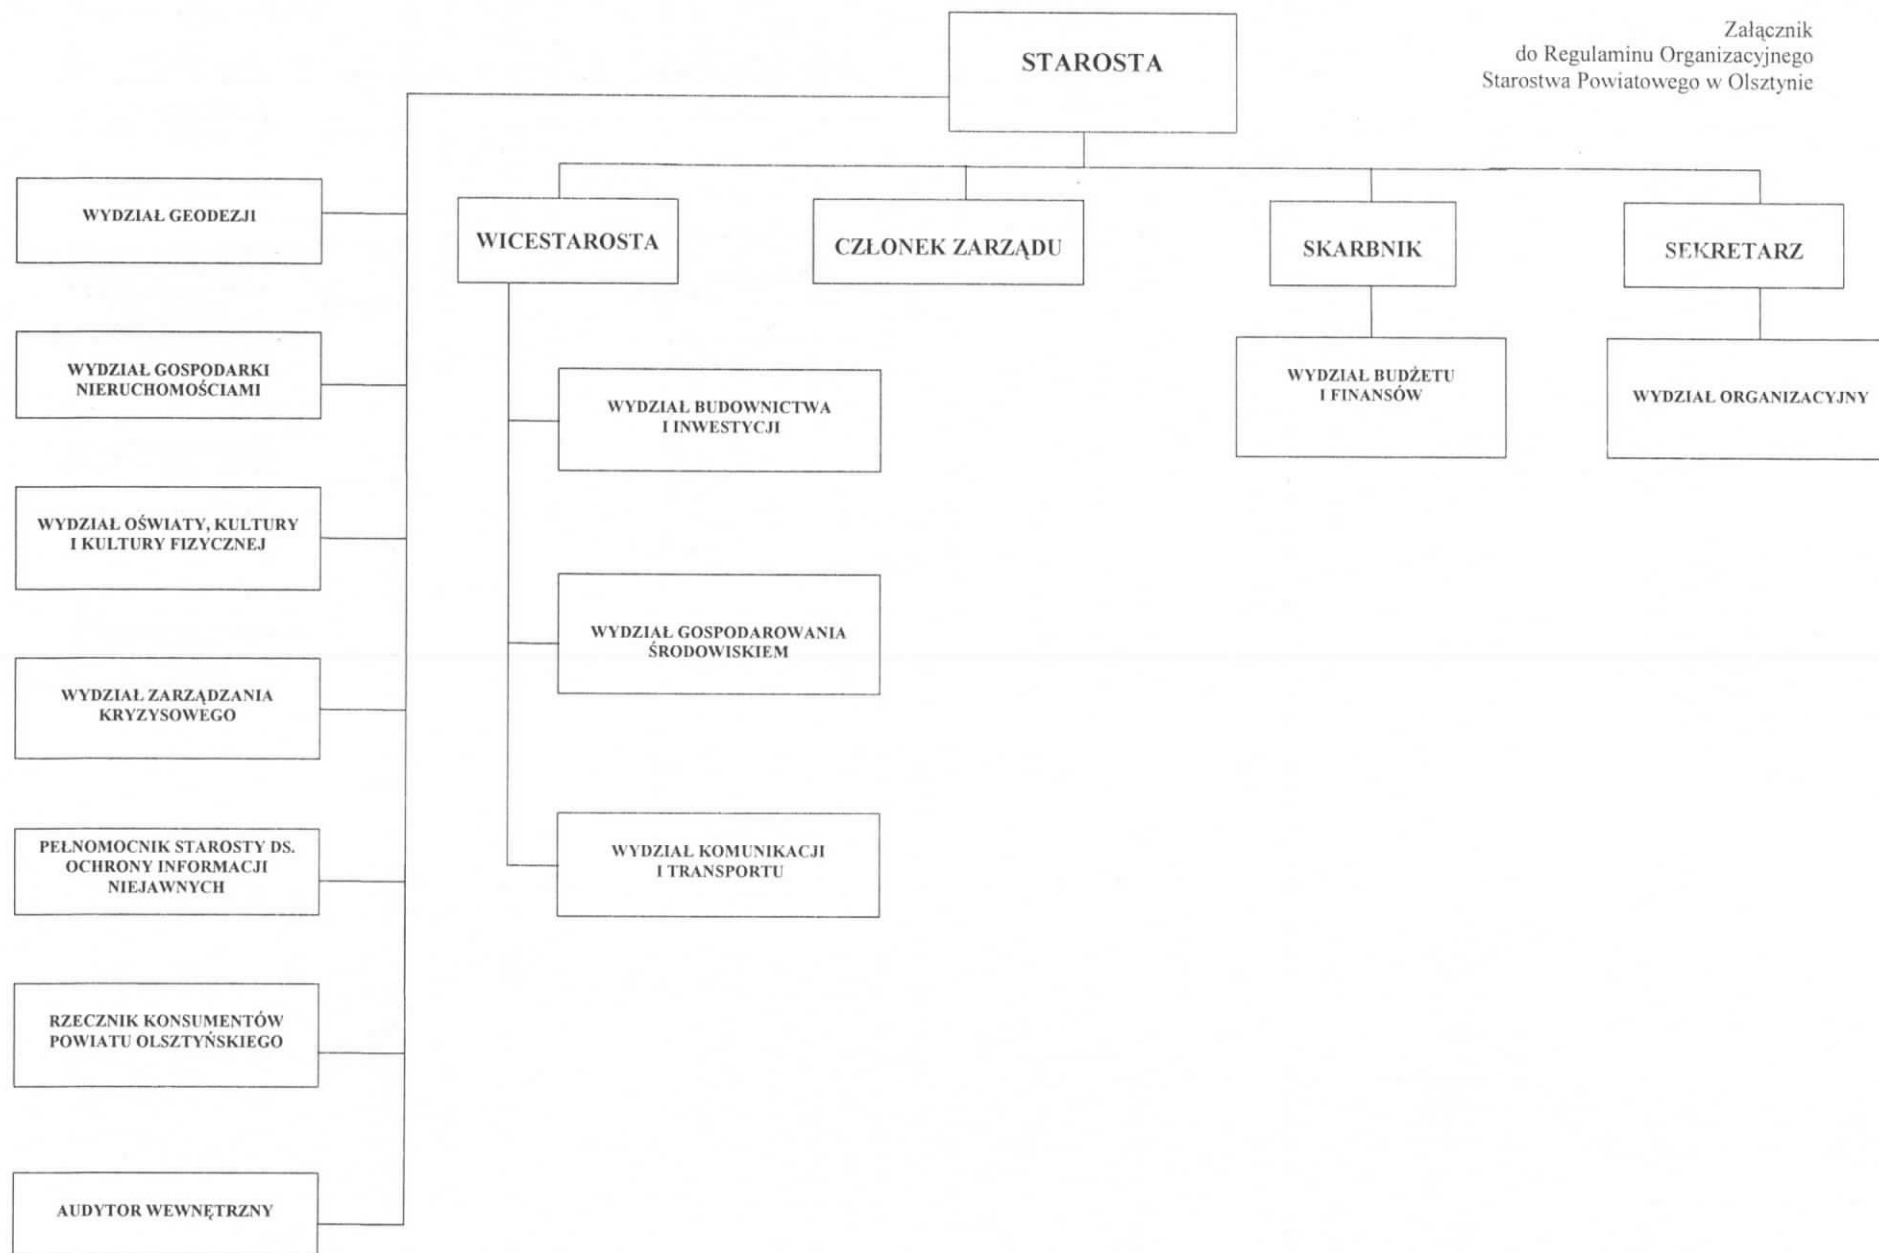 Załącznik
do Regulaminu Organizacyjnego
Starostwa Powiatowego w Olsztynie
STAROSTA
WICESTAROSTA
CZŁONEK ZARZĄDU
SKARBNIK
SEKRETARZ
WYDZIAŁ GEODEZJI
WYDZIAŁ GOSPODARKI
NIERUCHOMOŚCIAMI
WYDZIAŁ OŚWIATY, KULTURY
I KULTURY FIZYCZNEJ
WYDZIAŁ ZARZĄDZANIA
KRYZYSOWEGO
PEŁNOMOCNIK STAROSTY DS.
OCHRONY INFORMACJI
NIEJAWNYCH
RZECZNIK KONSUMENTÓW
POWIATU OLSZTYŃSKIEGO
AUDYTOR WEWNĘTRZNY
WYDZIAŁ BUDOWNICTWA
I INWESTYCJI
WYDZIAŁ GOSPODAROWANIA
ŚRODOWISKIEM
WYDZIAŁ KOMUNIKACJI
I TRANSPORTU
WYDZIAŁ BUDŻETU
I FINANSÓW
WYDZIAŁ ORGANIZACYJNY